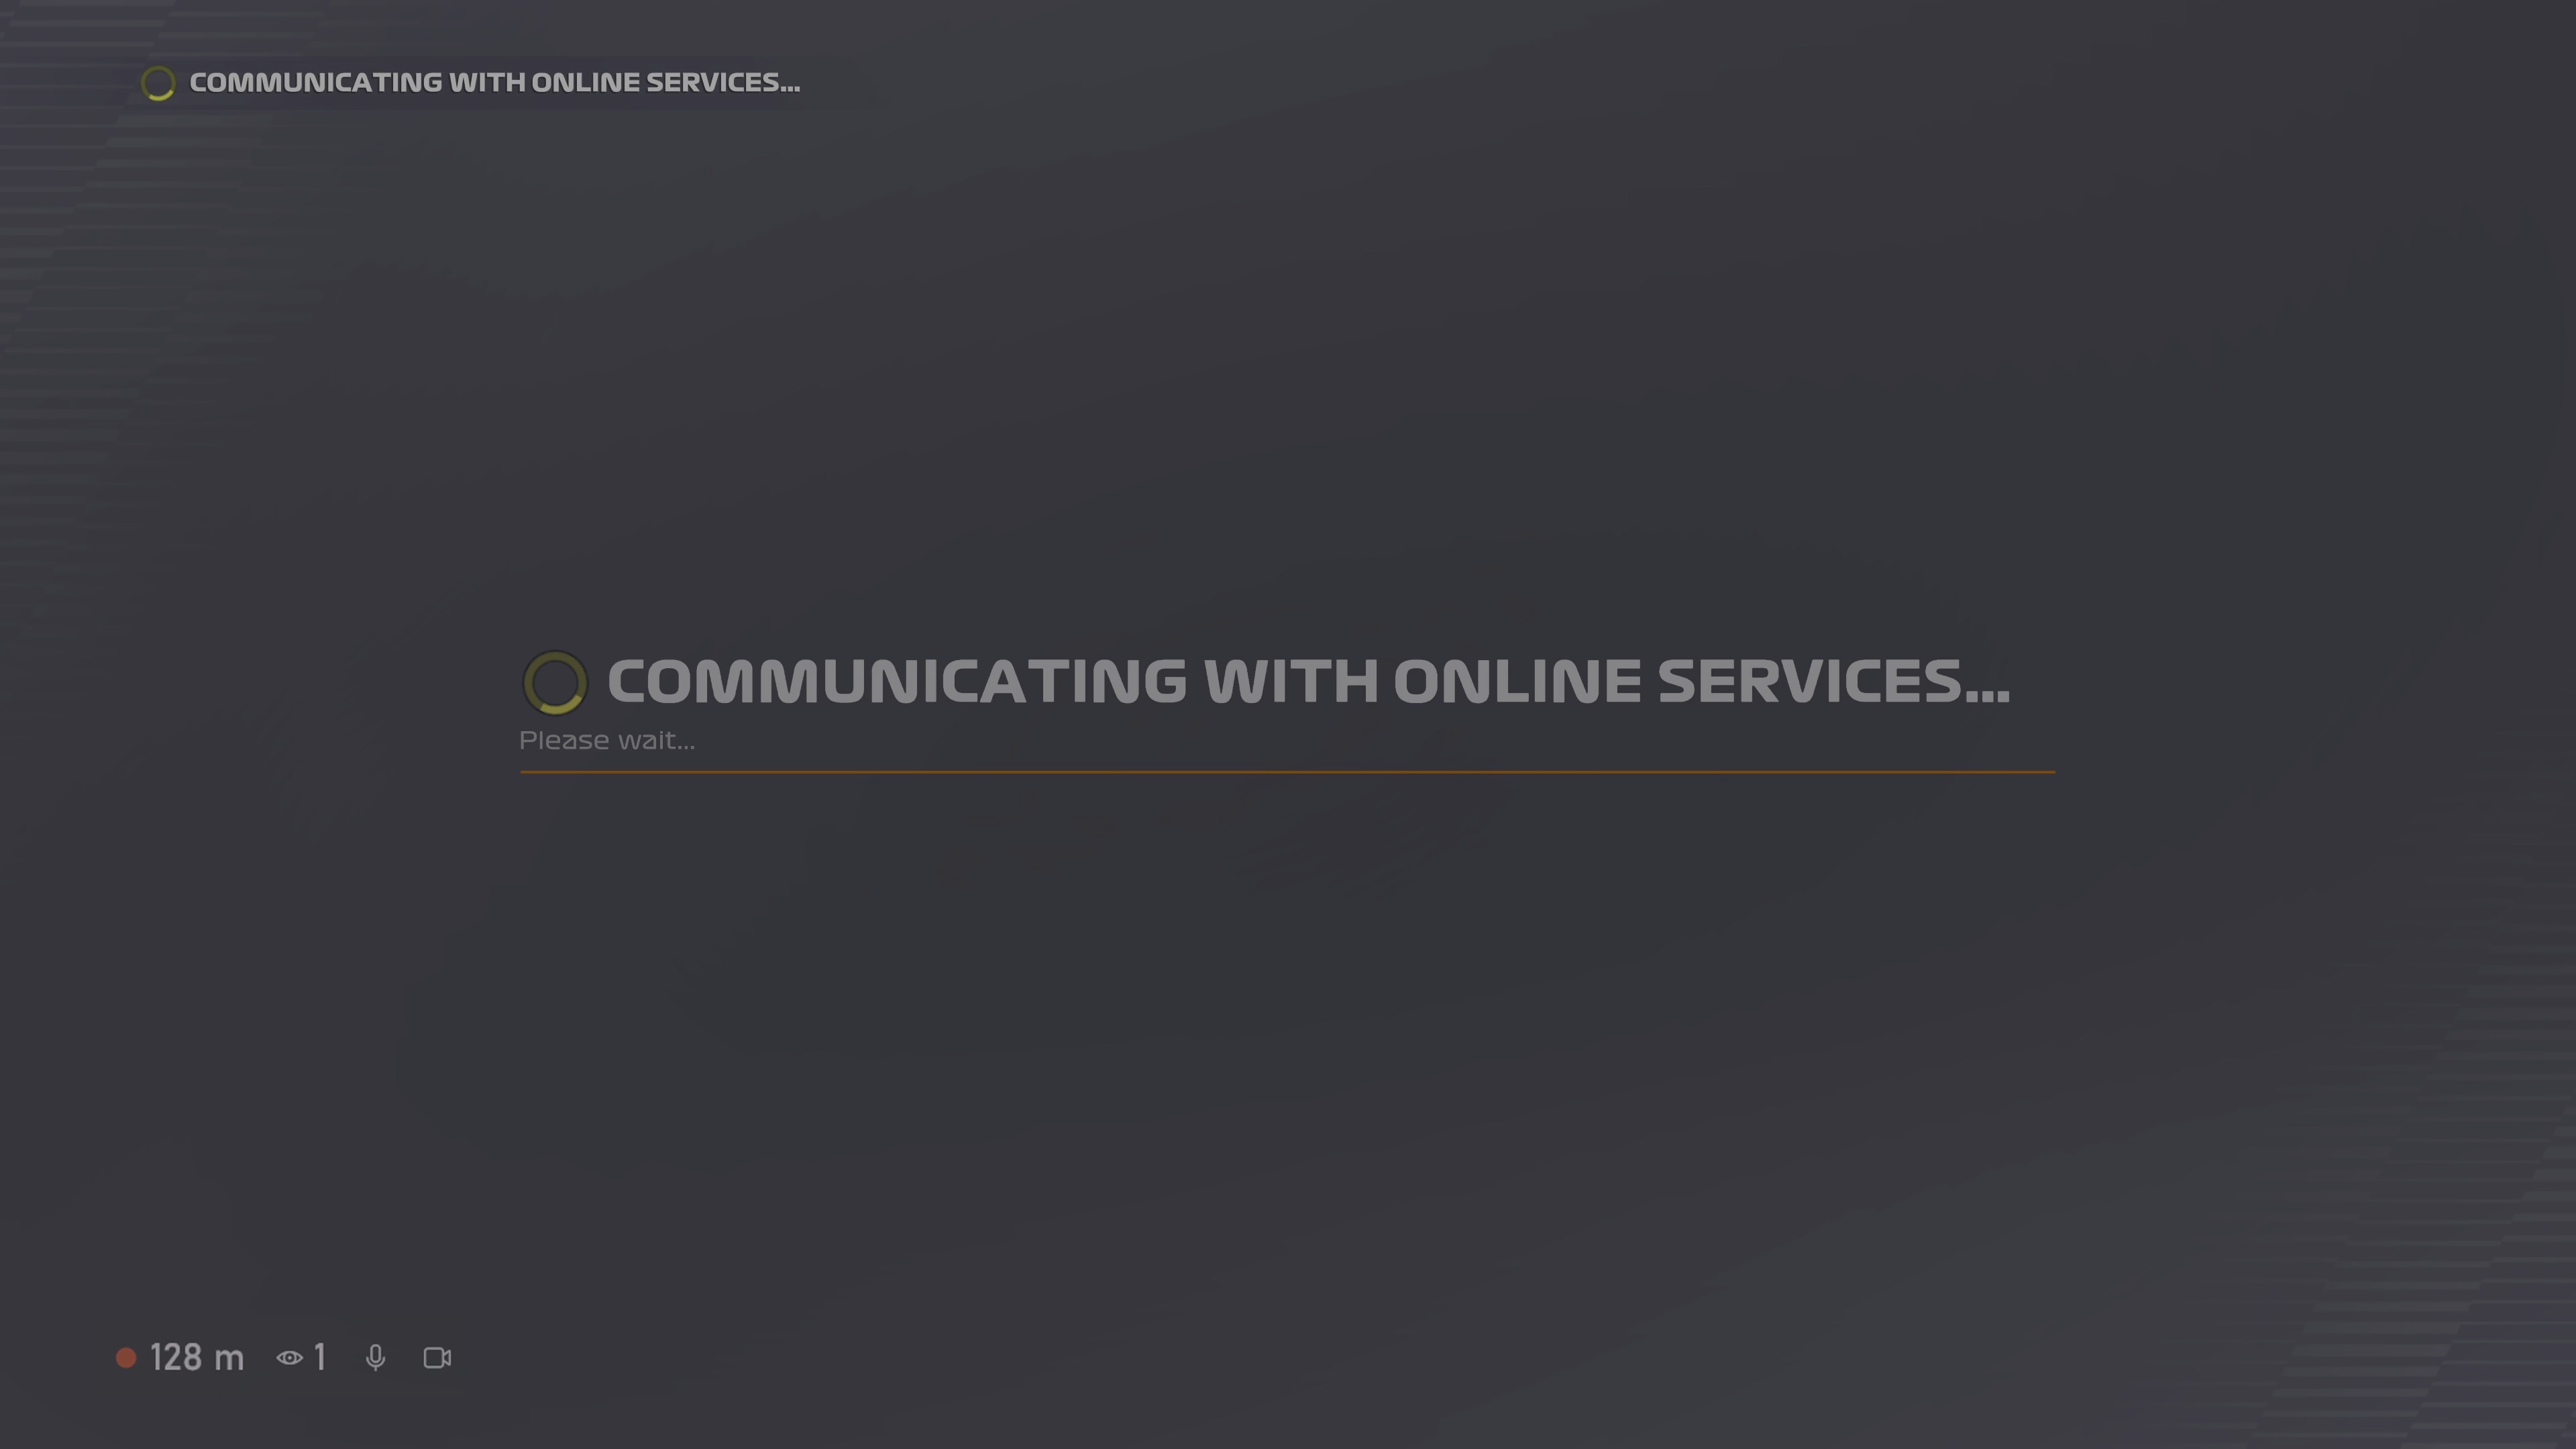 COMMUNICATING WITH ONLINE SERVICES...
COMMUNICATING WITH ONLINE SERVICES...
Please wait...
128 m 1